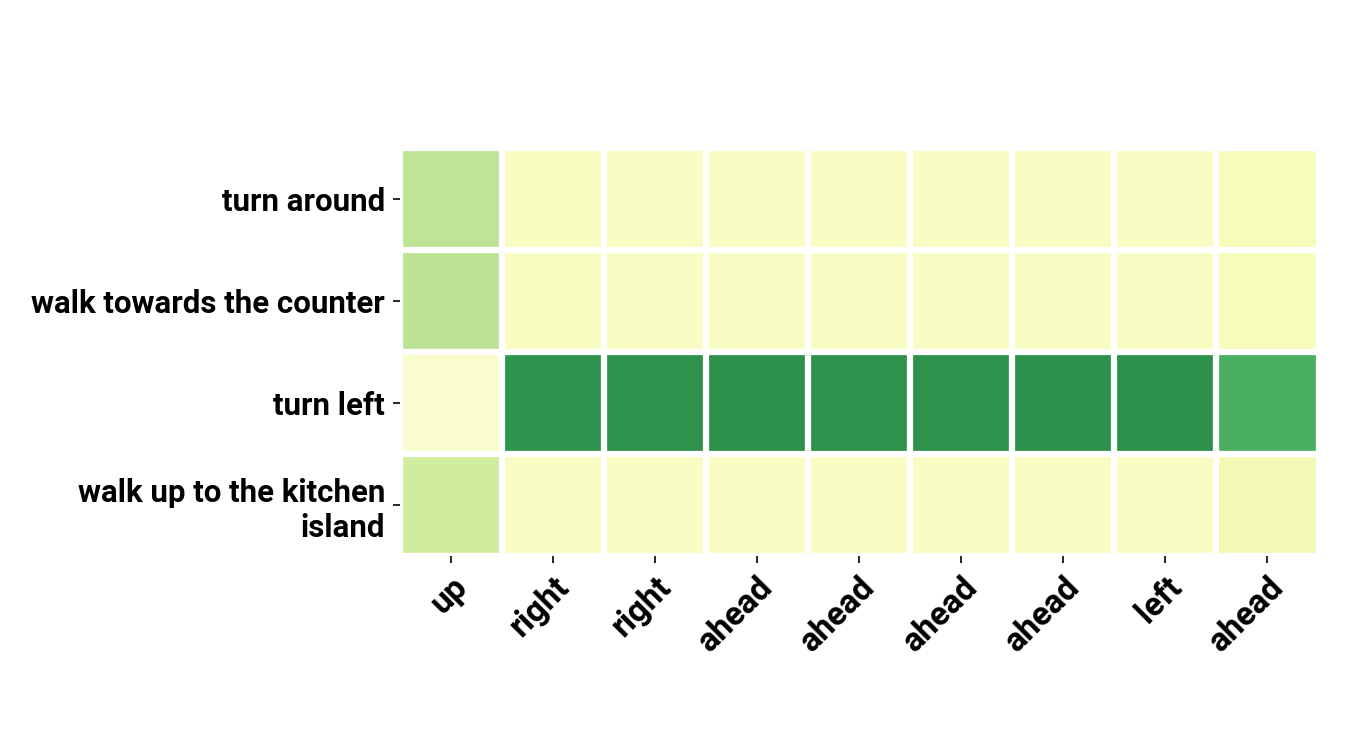 turn around
walk towards the counter
turn left
walk up to the kitchen
island
up
right
right
ahead
ahead
ahead
ahead
left
ahead